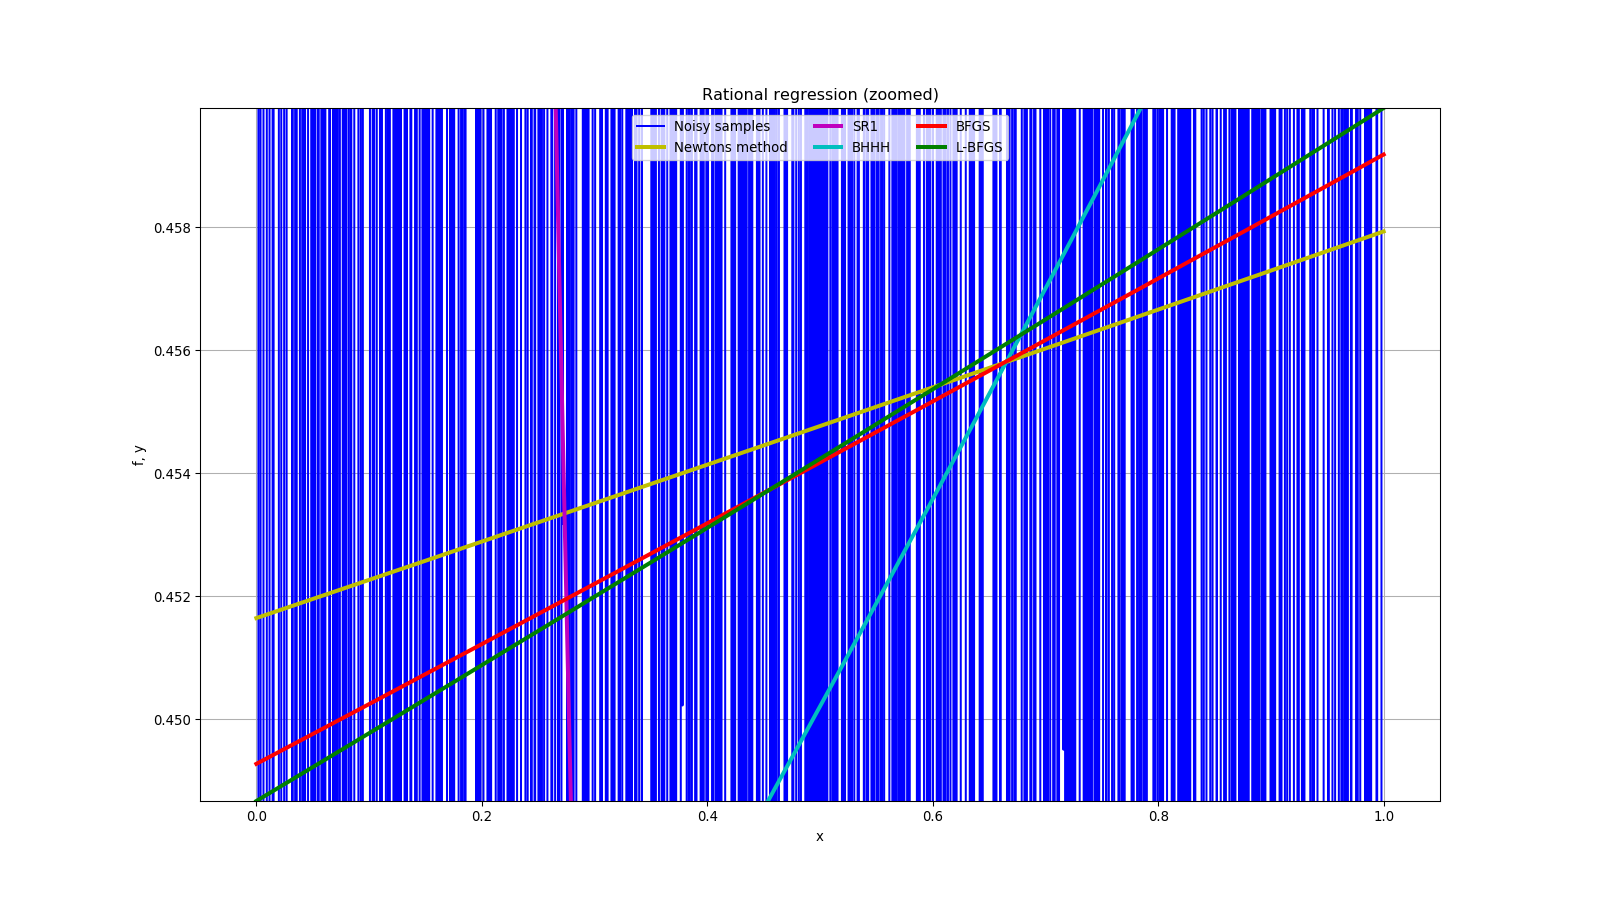 Rational regression (zoomed)
Noisy samples
Newtons method
SR1
BHHH
BFGS
L-BFGS
0.458
0.456
0.454
0.452
0.450
f, y
0.0 0.2 0.4 0.6 0.8 1.0
x